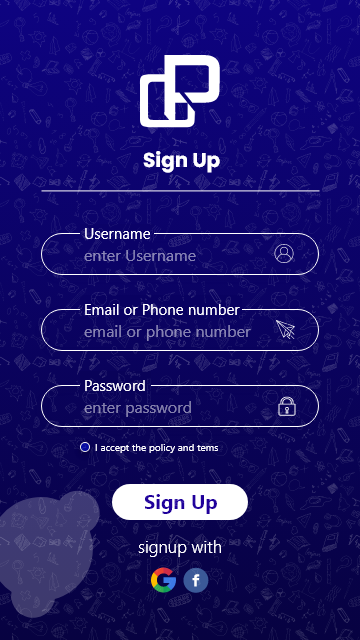 Sign Up
Username
enter Username
Email or Phone number
email or phone number
Password
enter password
I accept the policy and tems
Sign Up
signup with